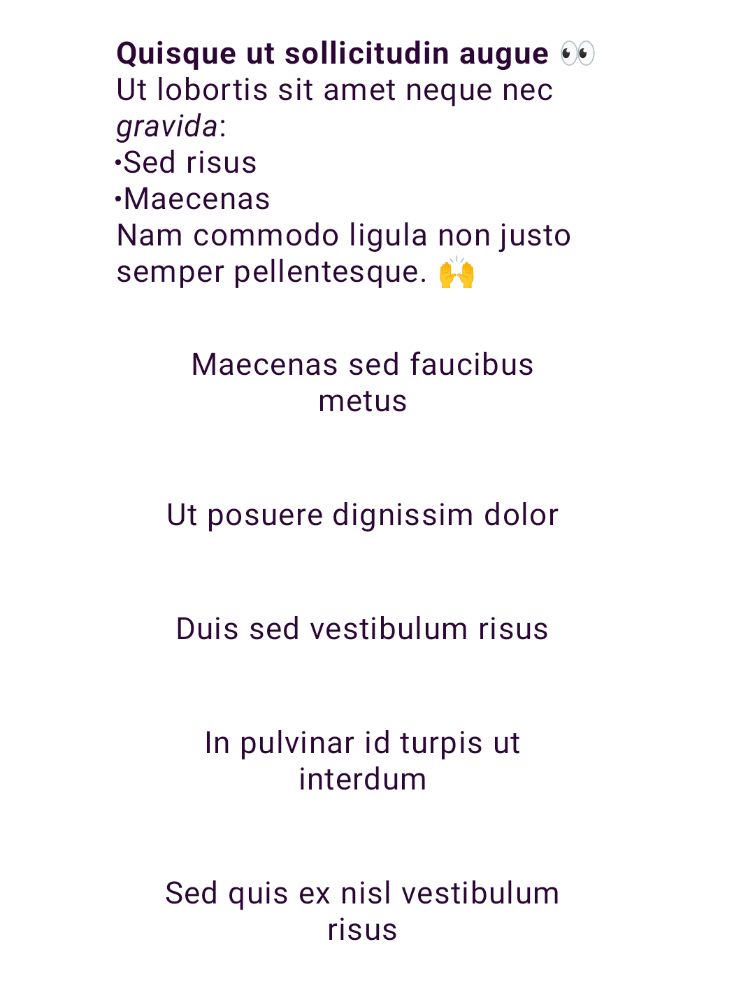 Quisque ut sollicitudin augue 👀
Ut lobortis sit amet neque nec
gravida:
•Sed risus
•Maecenas
Nam commodo ligula non justo
semper pellentesque. 🙌
Maecenas sed faucibus
metus
Ut posuere dignissim dolor
Duis sed vestibulum risus
In pulvinar id turpis ut
interdum
Sed quis ex nisl vestibulum
risus